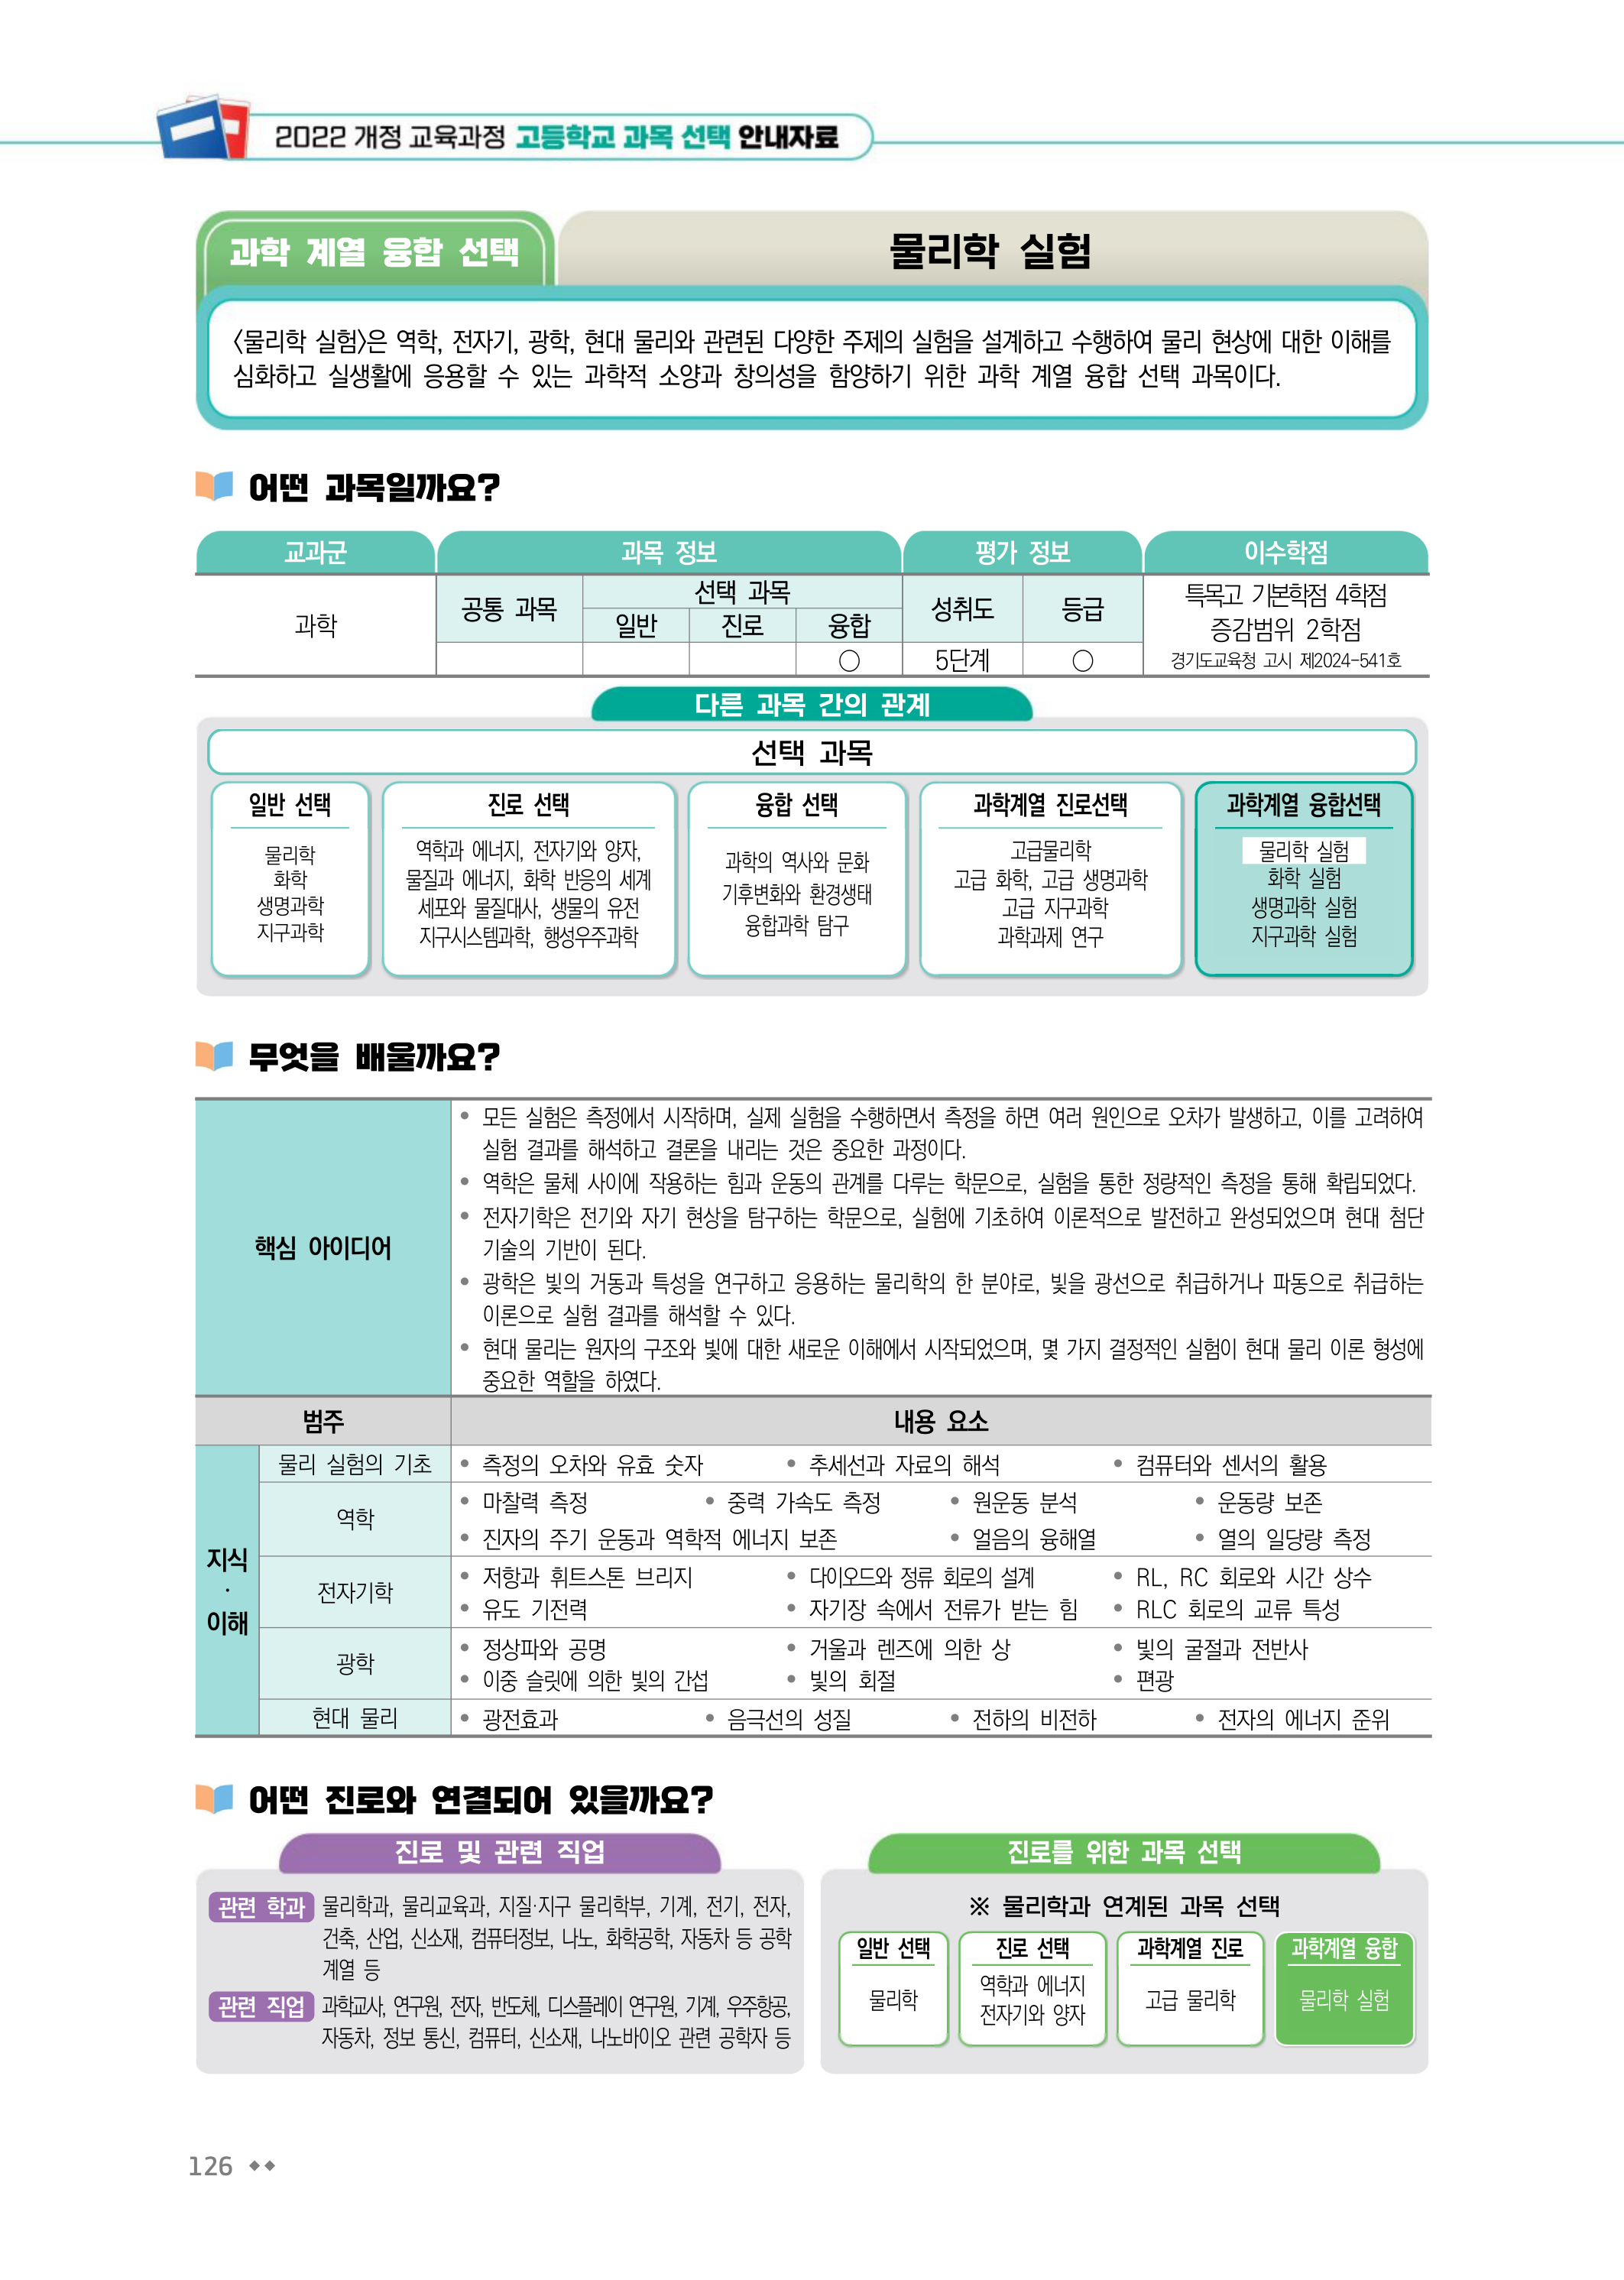 2022 개정 교육과정 고등학교 과목 선택 안내자료
과학 계열 융합 선택
물리학 실험
〈물리학 실험〉은 역학, 전자기, 광학, 현대 물리와 관련된 다양한 주제의 실험을 설계하고 수행하여 물리 현상에 대한 이해를
심화하고 실생활에 응용할 수 있는 과학적 소양과 창의성을 함양하기 위한 과학 계열 융합 선택 과목이다.
어떤 과목일까요?
교과군 과목 정보 평가 정보 이수학점
과학
공통 과목
선택 과목
일반 진로 융합
성취도 등급
○ 5단계 ○
특목고 기본학점 4학점
증감범위 2학점
경기도교육청 고시 제2024-541호
다른 과목 간의 관계
선택 과목
일반 선택
물리학
화학
생명과학
지구과학
진로 선택
역학과 에너지, 전자기와 양자,
물질과 에너지, 화학 반응의 세계
세포와 물질대사, 생물의 유전
지구시스템과학, 행성우주과학
융합 선택
과학의 역사와 문화
기후변화와 환경생태
융합과학 탐구
과학계열 진로선택
고급물리학
고급 화학, 고급 생명과학
고급 지구과학
과학과제 연구
과학계열 융합선택
물리학 실험
화학 실험
생명과학 실험
지구과학 실험
무엇을 배울까요?
핵심 아이디어
• 모든 실험은 측정에서 시작하며, 실제 실험을 수행하면서 측정을 하면 여러 원인으로 오차가 발생하고, 이를 고려하여
실험 결과를 해석하고 결론을 내리는 것은 중요한 과정이다.
• 역학은 물체 사이에 작용하는 힘과 운동의 관계를 다루는 학문으로, 실험을 통한 정량적인 측정을 통해 확립되었다.
• 전자기학은 전기와 자기 현상을 탐구하는 학문으로, 실험에 기초하여 이론적으로 발전하고 완성되었으며 현대 첨단
기술의 기반이 된다.
• 광학은 빛의 거동과 특성을 연구하고 응용하는 물리학의 한 분야로, 빛을 광선으로 취급하거나 파동으로 취급하는
이론으로 실험 결과를 해석할 수 있다.
• 현대 물리는 원자의 구조와 빛에 대한 새로운 이해에서 시작되었으며, 몇 가지 결정적인 실험이 현대 물리 이론 형성에
중요한 역할을 하였다.
범주 내용 요소
지식
·
이해
물리 실험의 기초
• 측정의 오차와 유효 숫자 • 추세선과 자료의 해석 • 컴퓨터와 센서의 활용
역학
• 마찰력 측정 • 중력 가속도 측정 • 원운동 분석 • 운동량 보존
• 진자의 주기 운동과 역학적 에너지 보존 • 얼음의 융해열 • 열의 일당량 측정
전자기학
• 저항과 휘트스톤 브리지 • 다이오드와 정류 회로의 설계 • RL, RC 회로와 시간 상수
• 유도 기전력 • 자기장 속에서 전류가 받는 힘 • RLC 회로의 교류 특성
광학
• 정상파와 공명 • 거울과 렌즈에 의한 상 • 빛의 굴절과 전반사
• 이중 슬릿에 의한 빛의 간섭 • 빛의 회절 • 편광
현대 물리
• 광전효과 • 음극선의 성질 • 전하의 비전하 • 전자의 에너지 준위
어떤 진로와 연결되어 있을까요?
진로 및 관련 직업
관련 학과 물리학과, 물리교육과, 지질·지구 물리학부, 기계, 전기, 전자,
건축, 산업, 신소재, 컴퓨터정보, 나노, 화학공학, 자동차 등 공학
계열 등
관련 직업 과학교사, 연구원, 전자, 반도체, 디스플레이 연구원, 기계, 우주항공,
자동차, 정보 통신, 컴퓨터, 신소재, 나노바이오 관련 공학자 등
진로를 위한 과목 선택
※ 물리학과 연계된 과목 선택
일반 선택
물리학
진로 선택
역학과 에너지
전자기와 양자
과학계열 진로
고급 물리학
과학계열 융합
물리학 실험
126